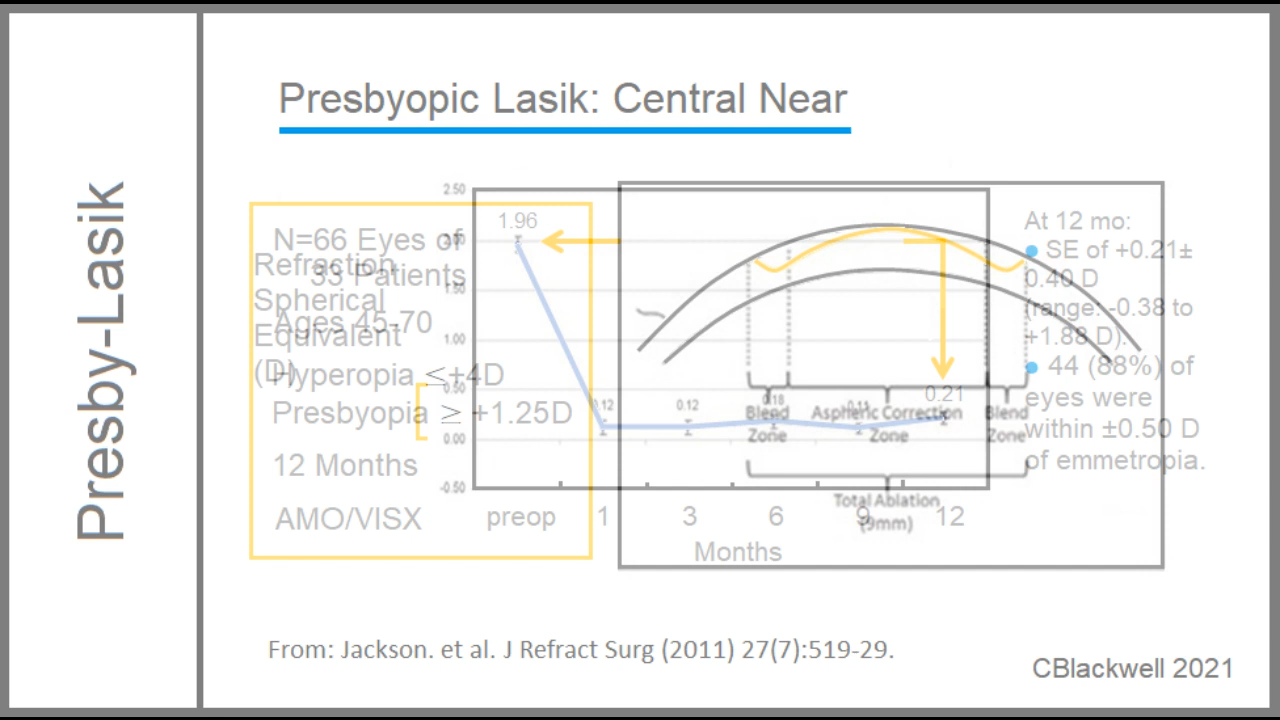 Presby-Lasik
Presbyopic Lasik: Central Near
N=66 Eyes of
33 Patients
Ages 45-70
Hyperopia ≤+4D
Presbyopia ≥ +1.25D
12 Months
AMO/VISX
Refraction
Spherical
Equivalent
(D)
2.50
1.50
1.00
0.50
0.00
-0.50
1.96
0.12
0.12
0.18
0.11
0.21
preop 1 3 6 9 12
Months
Blend
Zone
Aspheric Correction
Zone
Blend
Zone
Total Ablation
(9mm)
At 12 mo:
SE of +0.21±
0.40 D
(range: -0.38 to
+1.88 D).
44 (88%) of
eyes were
within ±0.50 D
of emmetropia.
From: Jackson. et al. J Refract Surg (2011) 27(7):519-29.
CBlackwell 2021